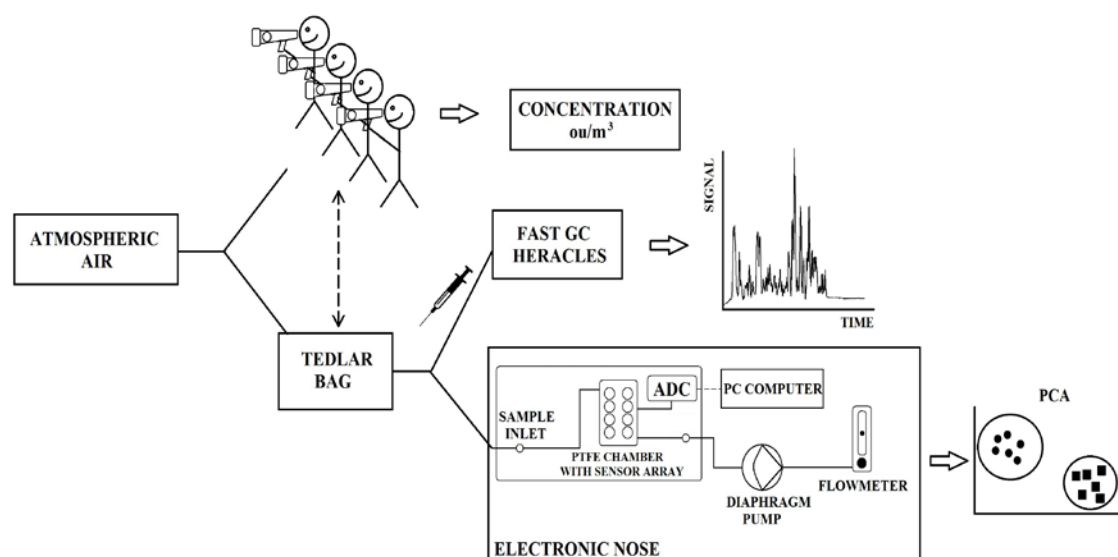 CONCENTRATION
ou/m³
ATMOSPHERIC
AIR
FAST GC
HERACLES
SIGNAL
TIME
TEDLAR
BAG
SAMPLE
INLET
ADC
PC COMPUTER
PTFE CHAMBER
WITH SENSOR ARRAY
DIAPHRAGM
PUMP
FLOWMETER
ELECTRONIC NOSE
PCA